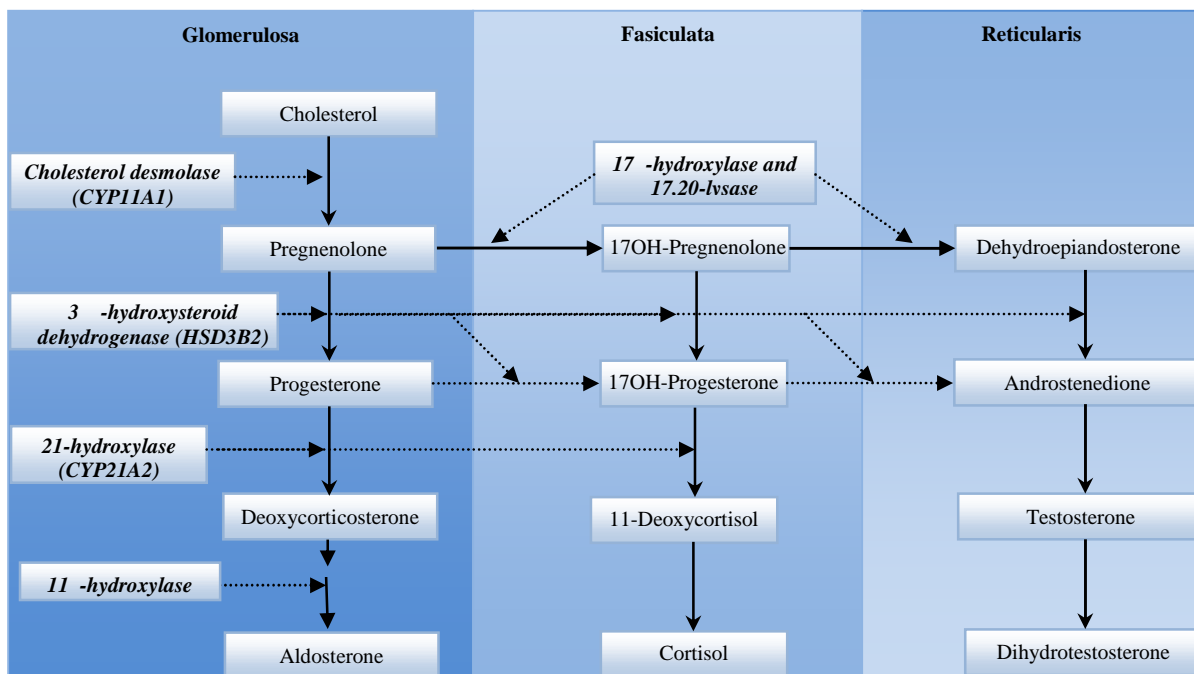 Glomerulosa
Fasiculata
Reticularis
Cholesterol
Cholesterol desmolase
(CYP11A1)
17 -hydroxylase and
17.20-lvsase
Pregnenolone
17OH-Pregnenolone
Dehydroepiandosterone
3 -hydroxysteroid
dehydrogenase (HSD3B2)
Progesterone
17OH-Progesterone
Androstenedione
21-hydroxylase
(CYP21A2)
Deoxycorticosterone
11-Deoxycortisol
Testosterone
11 -hydroxylase
Aldosterone
Cortisol
Dihydrotestosterone